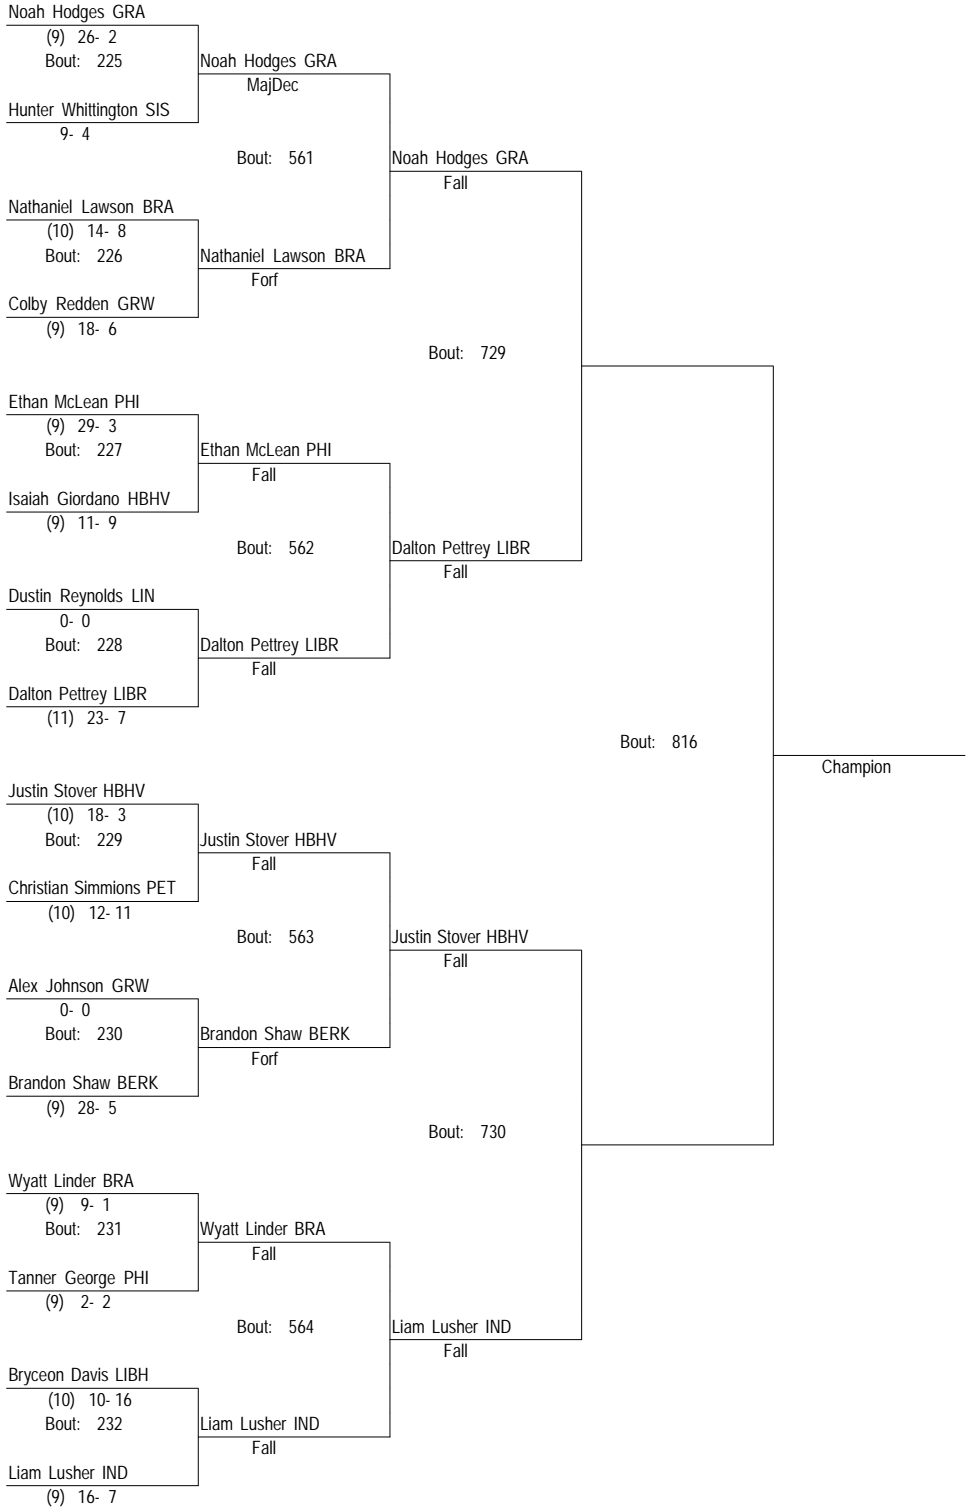 Noah Hodges GRA
(9) 26- 2
Bout: 225
Noah Hodges GRA
MajDec
Hunter Whittington SIS
9- 4
Bout: 561
Noah Hodges GRA
Fall
Nathaniel Lawson BRA
(10) 14- 8
Bout: 226
Nathaniel Lawson BRA
Forf
Colby Redden GRW
(9) 18- 6
Bout: 729
Ethan McLean PHI
(9) 29- 3
Bout: 227
Ethan McLean PHI
Fall
Isaiah Giordano HBHV
(9) 11- 9
Bout: 562
Dalton Pettrey LIBR
Fall
Dustin Reynolds LIN
0- 0
Bout: 228
Dalton Pettrey LIBR
Fall
Dalton Pettrey LIBR
(11) 23- 7
Bout: 816
Champion
Justin Stover HBHV
(10) 18- 3
Bout: 229
Justin Stover HBHV
Fall
Christian Simmions PET
(10) 12- 11
Bout: 563
Justin Stover HBHV
Fall
Alex Johnson GRW
0- 0
Bout: 230
Brandon Shaw BERK
Forf
Brandon Shaw BERK
(9) 28- 5
Bout: 730
Wyatt Linder BRA
(9) 9- 1
Bout: 231
Wyatt Linder BRA
Fall
Tanner George PHI
(9) 2- 2
Bout: 564
Liam Lusher IND
Fall
Bryceon Davis LIBH
(10) 10- 16
Bout: 232
Liam Lusher IND
Fall
Liam Lusher IND
(9) 16- 7